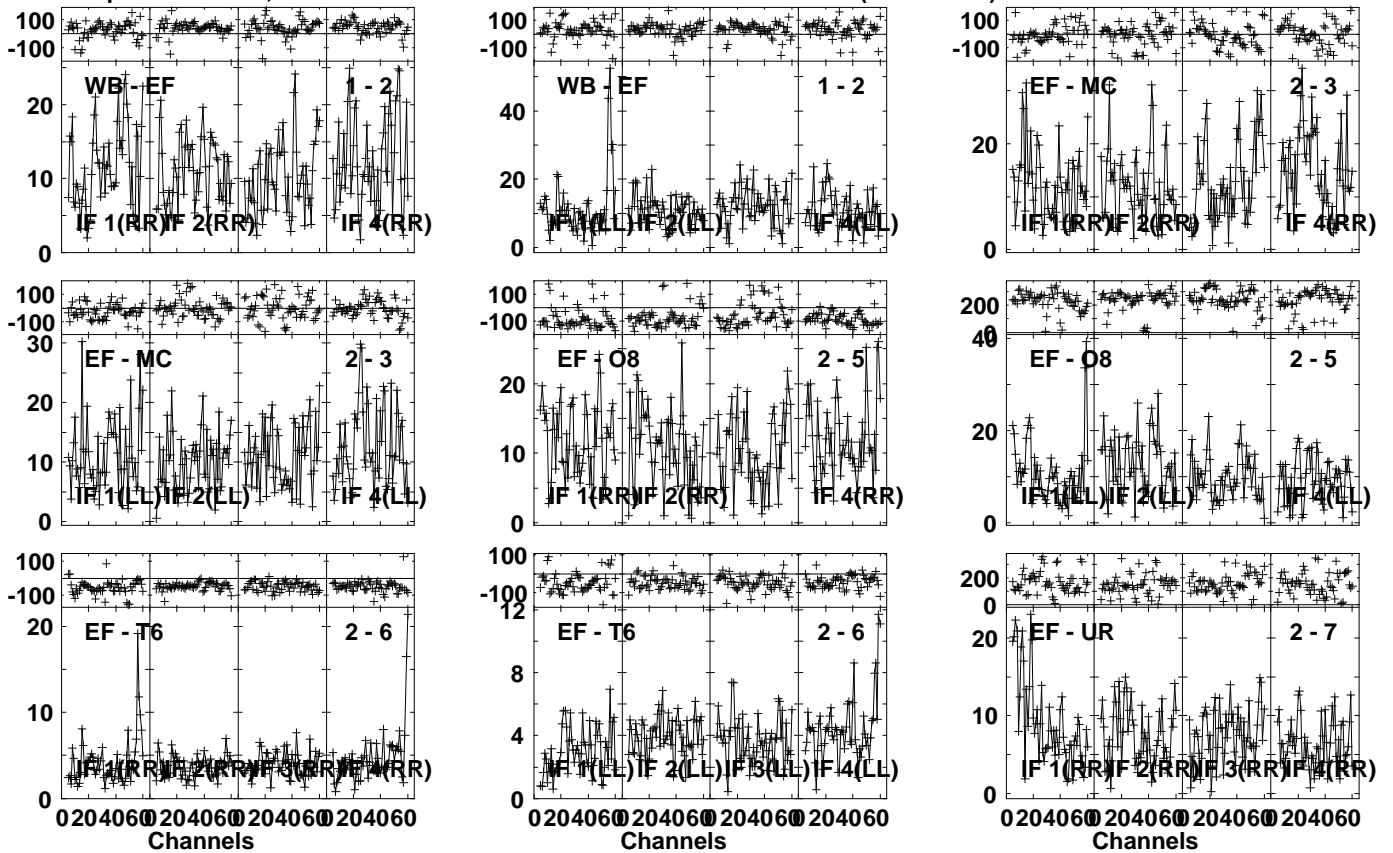 100
-100
WB - EF 1 - 2
20
10
0
IF 1(RR) IF 2(RR) IF 4(RR)
100
-100
WB - EF 1 - 2
40
20
0
IF 1(LL) IF 2(LL) IF 4(LL)
100
-100
EF - MC 2 - 3
20
0
IF 1(RR) IF 2(RR) IF 4(RR)
100
-100
30
EF - MC 2 - 3
20
10
0
IF 1(LL) IF 2(LL) IF 4(LL)
100
-100
EF - O8 2 - 5
20
10
0
IF 1(RR) IF 2(RR) IF 4(RR)
200
0
40
EF - O8 2 - 5
20
0
IF 1(LL) IF 2(LL) IF 4(LL)
100
-100
20
EF - T6 2 - 6
10
0
IF 1(RR) IF 2(RR) IF 3(RR) IF 4(RR)
0 20 40 60 0 20 40 60 0 20 40 60 0 20 40 60
Channels
100
-100
12
EF - T6 2 - 6
8
4
0
IF 1(LL) IF 2(LL) IF 3(LL) IF 4(LL)
0 20 40 60 0 20 40 60 0 20 40 60 0 20 40 60
Channels
200
0
EF - UR 2 - 7
20
10
0
IF 1(RR) IF 2(RR) IF 3(RR) IF 4(RR)
0 20 40 60 0 20 40 60 0 20 40 60 0 20 40 60
Channels